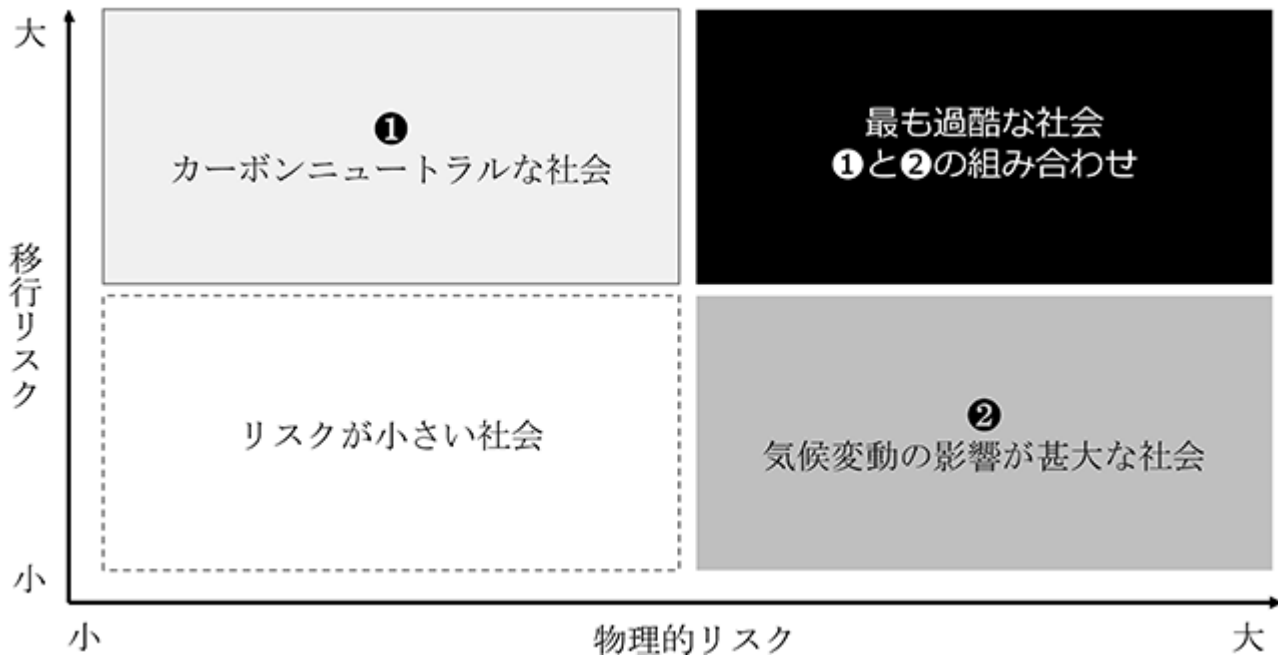 大
❶
カーボンニュートラルな社会
最も過酷な社会
❶と❷の組み合わせ
移行リスク
リスクが小さい社会
❷
気候変動の影響が甚大な社会
小
小
物理的リスク
大